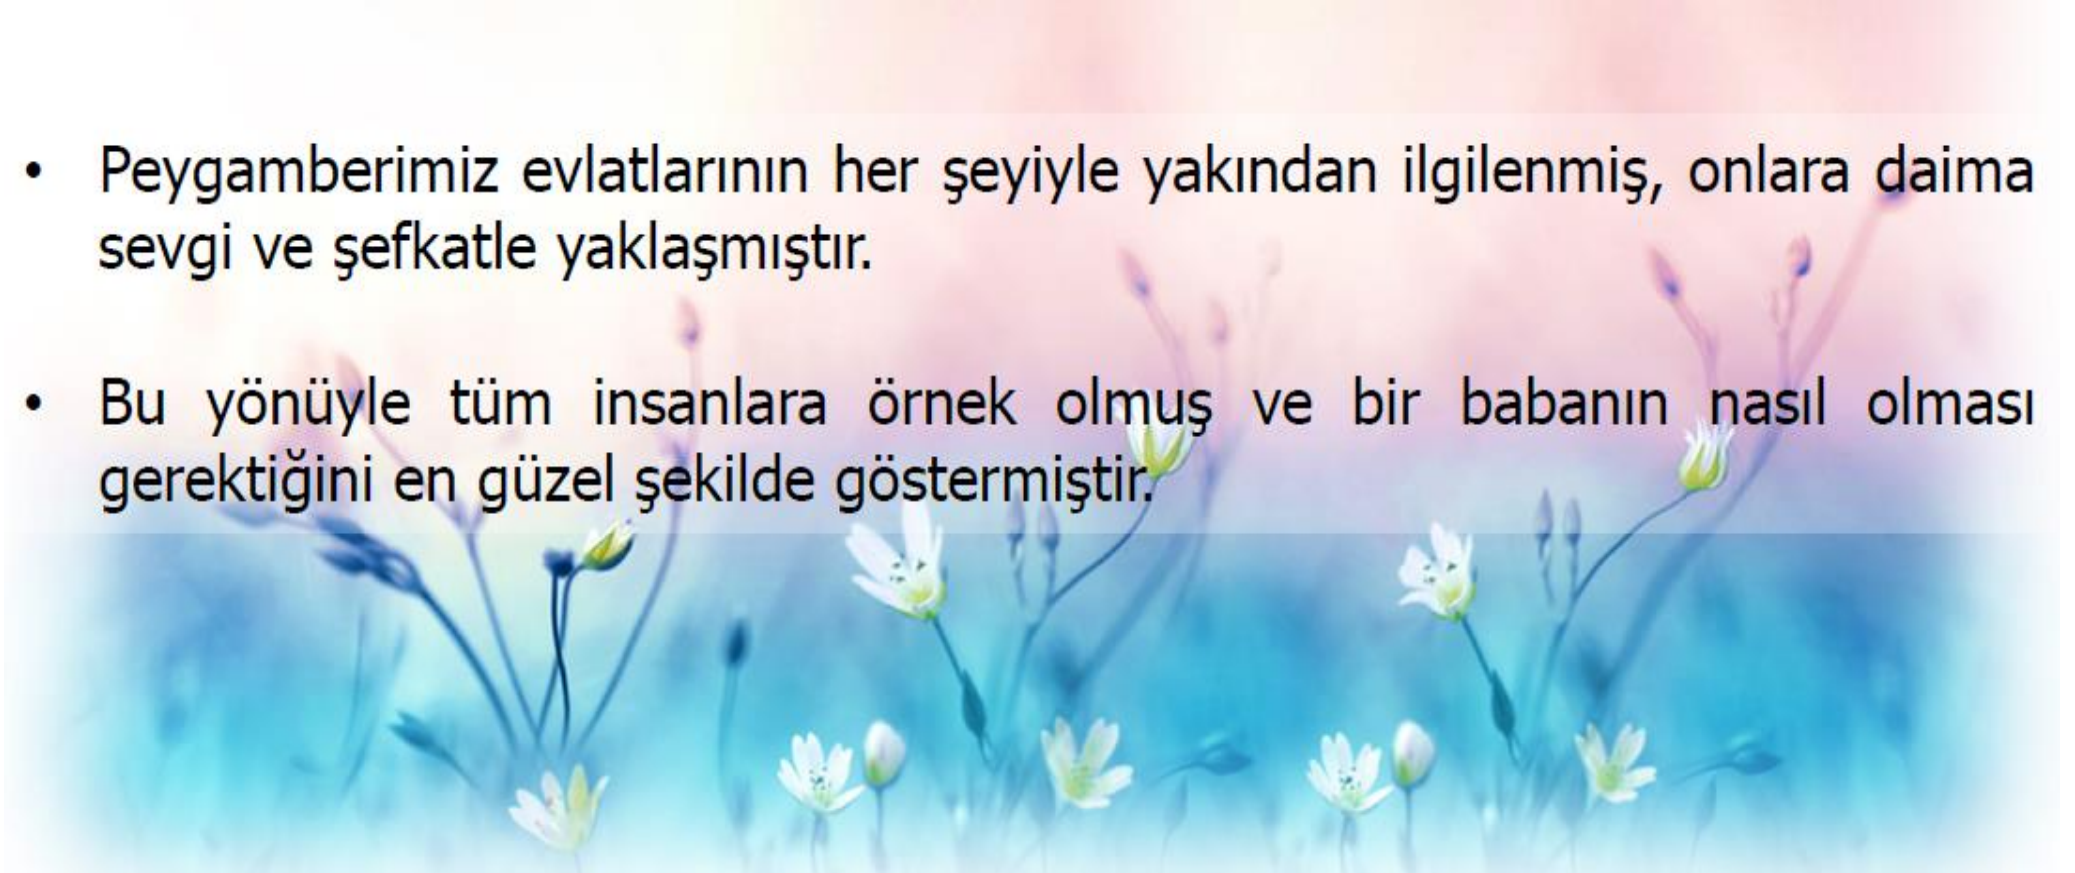 • Peygamberimiz evlatlarının her şeyiyle yakından ilgilenmiş, onlara daima
sevgi ve şefkatle yaklaşmıştır.
• Bu yönüyle tüm insanlara örnek olmuş ve bir babanın nasıl olması
gerektiğini en güzel şekilde göstermiştir.